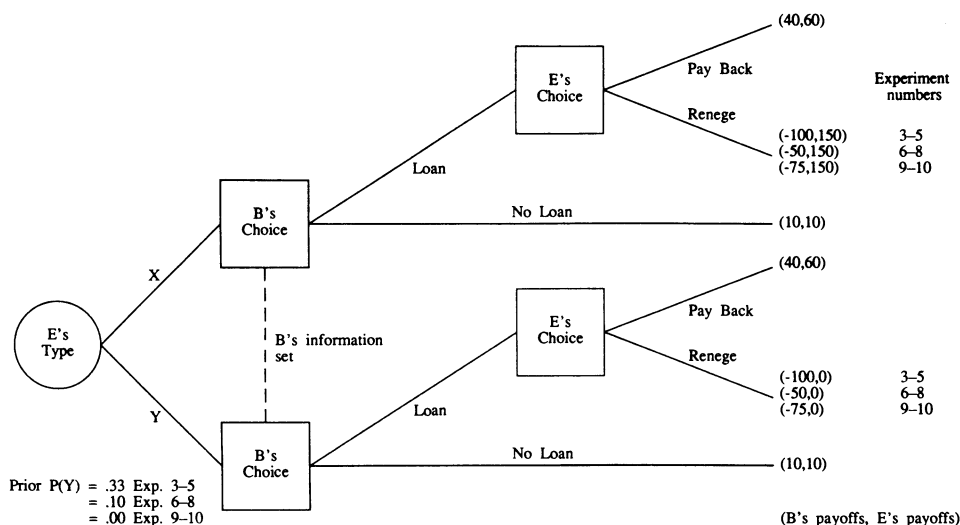 (40,60)
E's
Choice
Pay Back
Experiment
numbers
Renege
(-100,150) 3–5
(-50,150) 6–8
(-75,150) 9–10
Loan
B's
Choice
No Loan
(10,10)
X
(40,60)
E's
Choice
Pay Back
E's
Type
B's information
set
Renege
(-100,0) 3–5
(-50,0) 6–8
(-75,0) 9–10
Y
Loan
B's
Choice
No Loan
(10,10)
Prior P(Y) = .33 Exp. 3–5
= .10 Exp. 6–8
= .00 Exp. 9–10
(B's payoffs, E's payoffs)